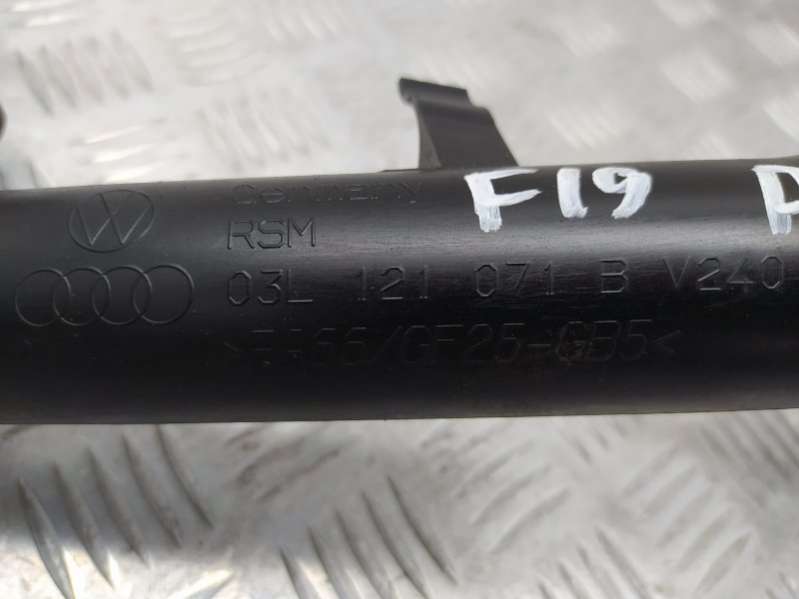 Germany
F19
RSM
03L 121 071 B V240
>PA66/GF25-GB5<